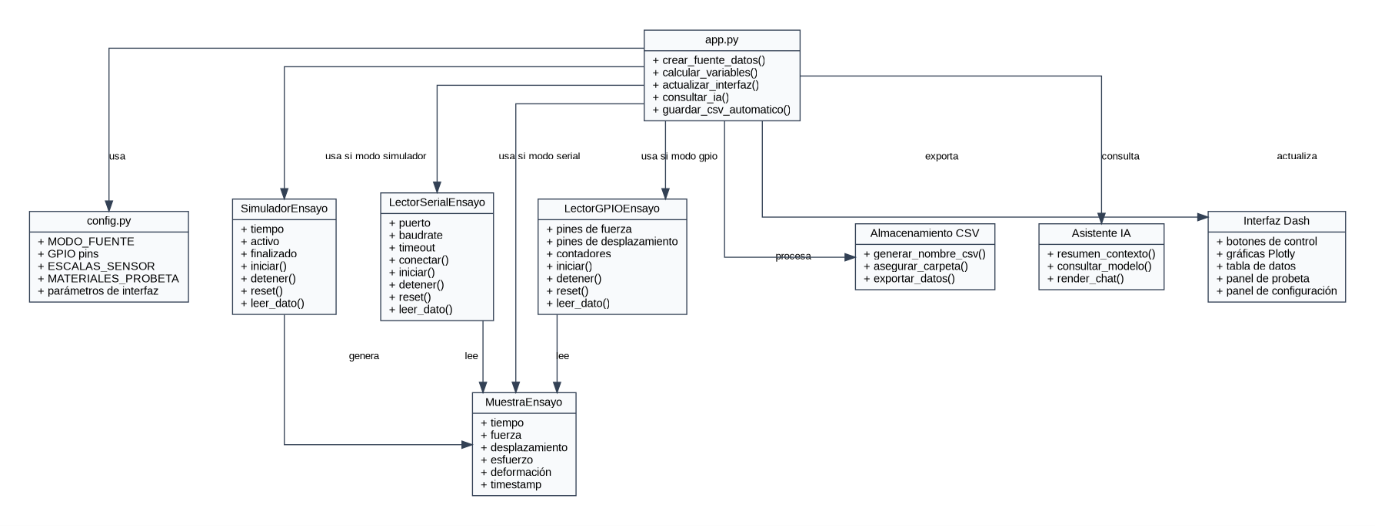 app.py
+ crear_fuente_datos()
+ calcular_variables()
+ actualizar_interfaz()
+ consultar_ia()
+ guardar_csv_automatico()
usa
usa si modo simulador
usa si modo serial
usa si modo gpio
exporta
consulta
actualiza
config.py
+ MODO_FUENTE
+ GPIO pins
+ ESCALAS_SENSOR
+ MATERIALES_PROBETA
+ parámetros de interfaz
SimuladorEnsayo
+ tiempo
+ activo
+ finalizado
+ iniciar()
+ detener()
+ reset()
+ leer_dato()
LectorSerialEnsayo
+ puerto
+ baudrate
+ timeout
+ conectar()
+ iniciar()
+ detener()
+ reset()
+ leer_dato()
LectorGPIOEnsayo
+ pines de fuerza
+ pines de desplazamiento
+ contadores
+ iniciar()
+ detener()
+ reset()
+ leer_dato()
procesa
Almacenamiento CSV
+ generar_nombre_csv()
+ asegurar_carpeta()
+ exportar_datos()
Asistente IA
+ resumen_contexto()
+ consultar_modelo()
+ render_chat()
Interfaz Dash
+ botones de control
+ gráficas Plotly
+ tabla de datos
+ panel de probeta
+ panel de configuración
genera
lee
lee
MuestraEnsayo
+ tiempo
+ fuerza
+ desplazamiento
+ esfuerzo
+ deformación
+ timestamp